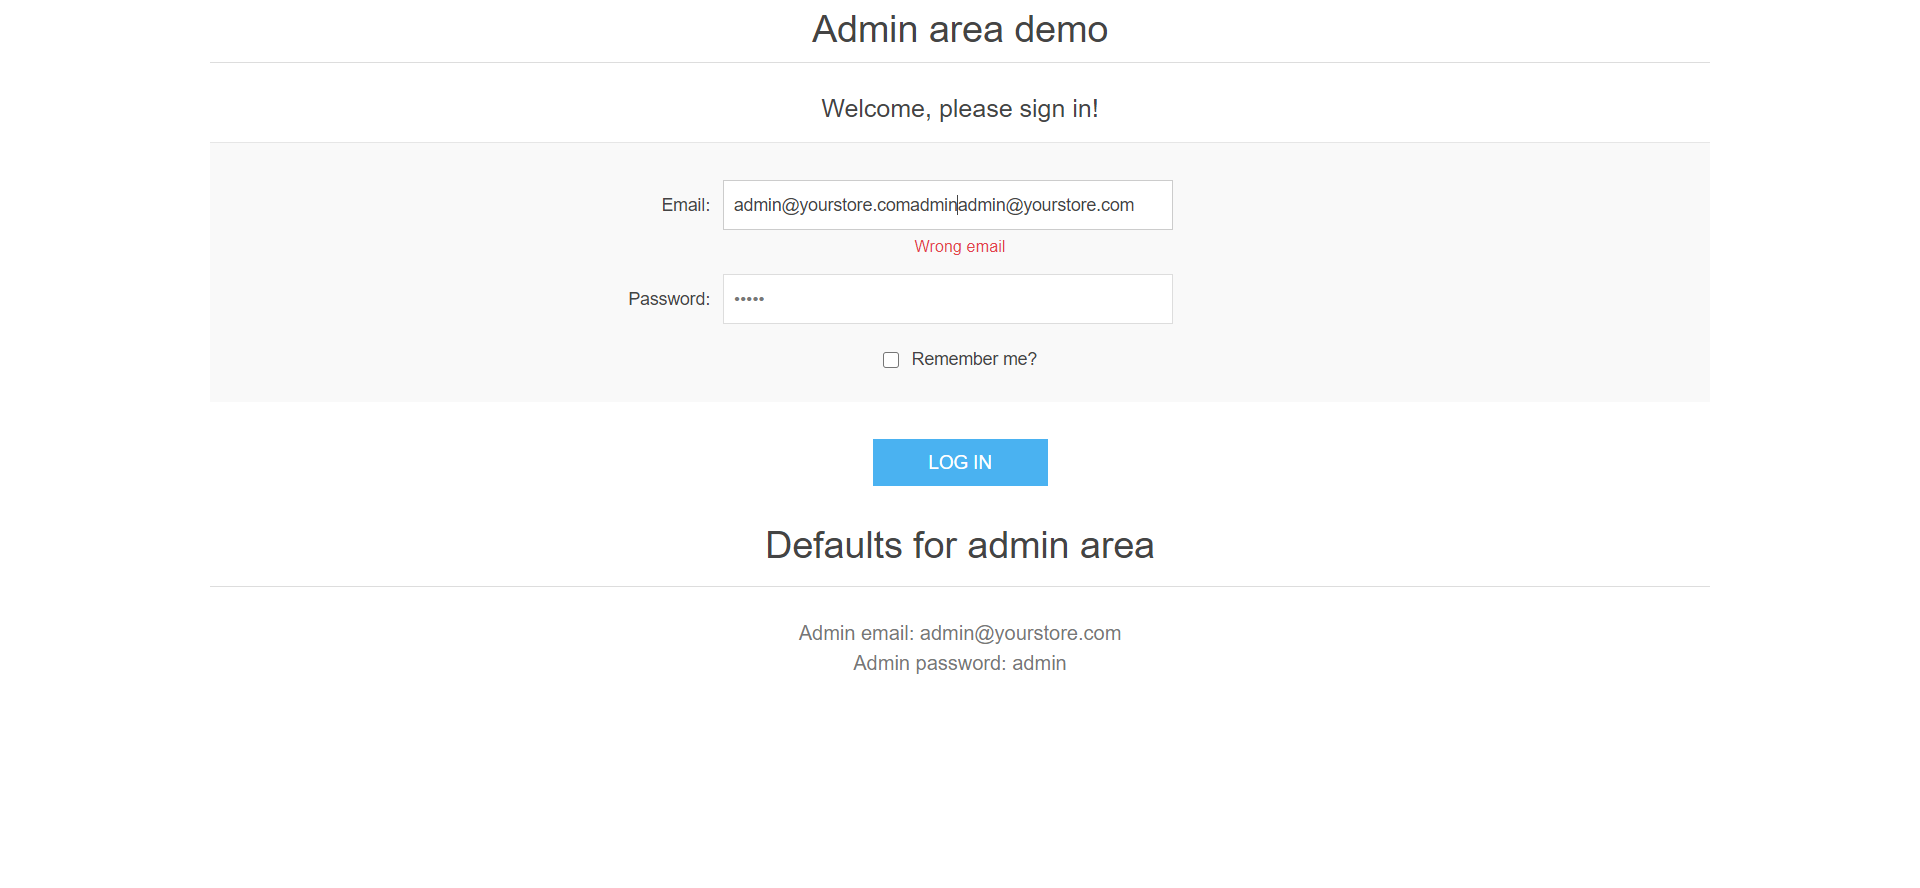 Admin area demo
Welcome, please sign in!
Email: admin@yourstore.comadminadmin@yourstore.com
Wrong email
Password: •••••
Remember me?
LOG IN
Defaults for admin area
Admin email: admin@yourstore.com
Admin password: admin